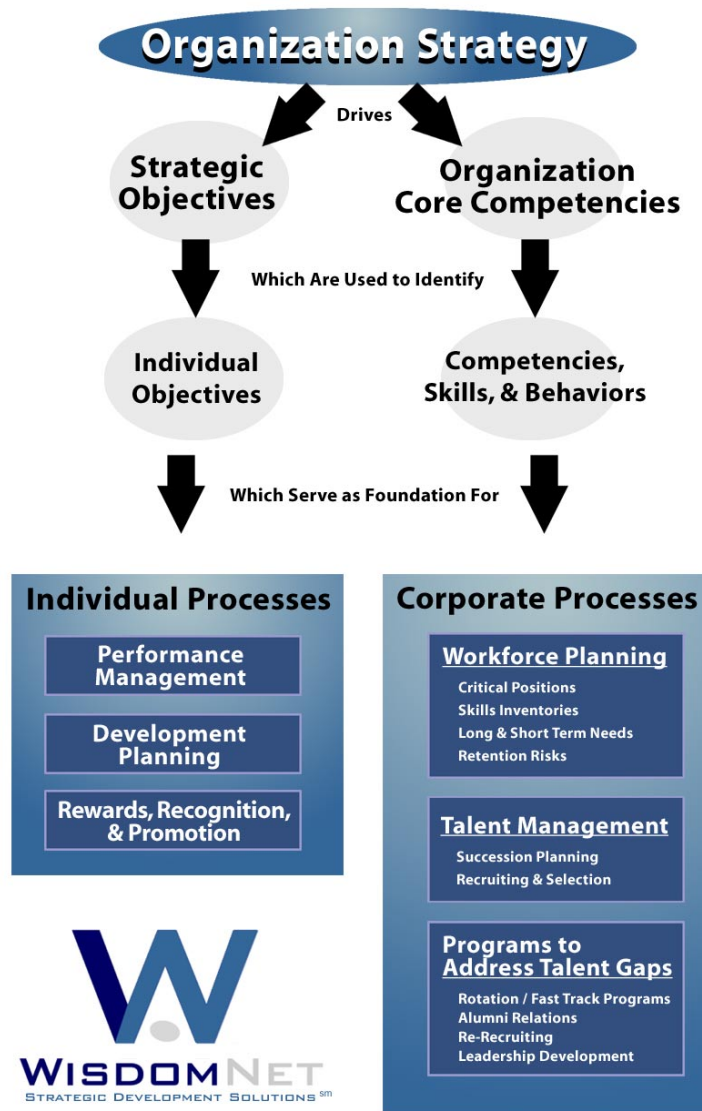 Organization Strategy
Drives
Strategic
Objectives
Organization
Core Competencies
Which Are Used to Identify
Individual
Objectives
Competencies,
Skills, & Behaviors
Which Serve as Foundation For
Individual Processes
Performance
Management
Development
Planning
Rewards, Recognition,
& Promotion
Corporate Processes
Workforce Planning
Critical Positions
Skills Inventories
Long & Short Term Needs
Retention Risks
Talent Management
Succession Planning
Recruiting & Selection
Programs to
Address Talent Gaps
Rotation / Fast Track Programs
Alumni Relations
Re-Recruiting
Leadership Development
W
WISDOMNET
STRATEGIC DEVELOPMENT SOLUTIONS sm